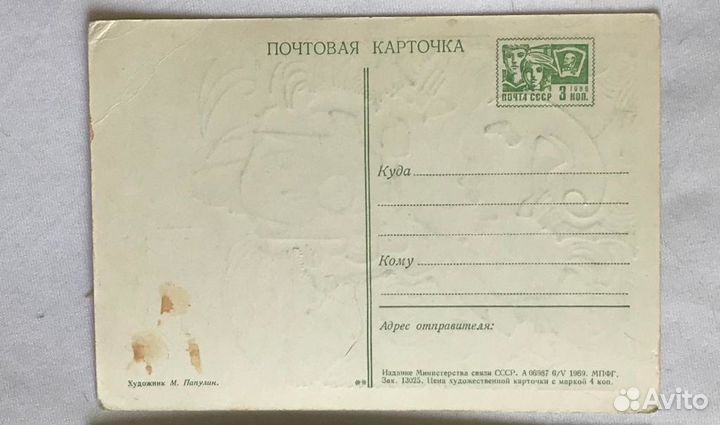 ПОЧТОВАЯ КАРТОЧКА
1966
ПОЧТА СССР 3 КОП.
Куда
Кому
Адрес отправителя:
Художник М. Папулин.
Издание Министерства связи СССР. А 06987 6/V 1969. МПФГ.
Зак. 13025. Цена художественной карточки с маркой 4 коп.
Avito